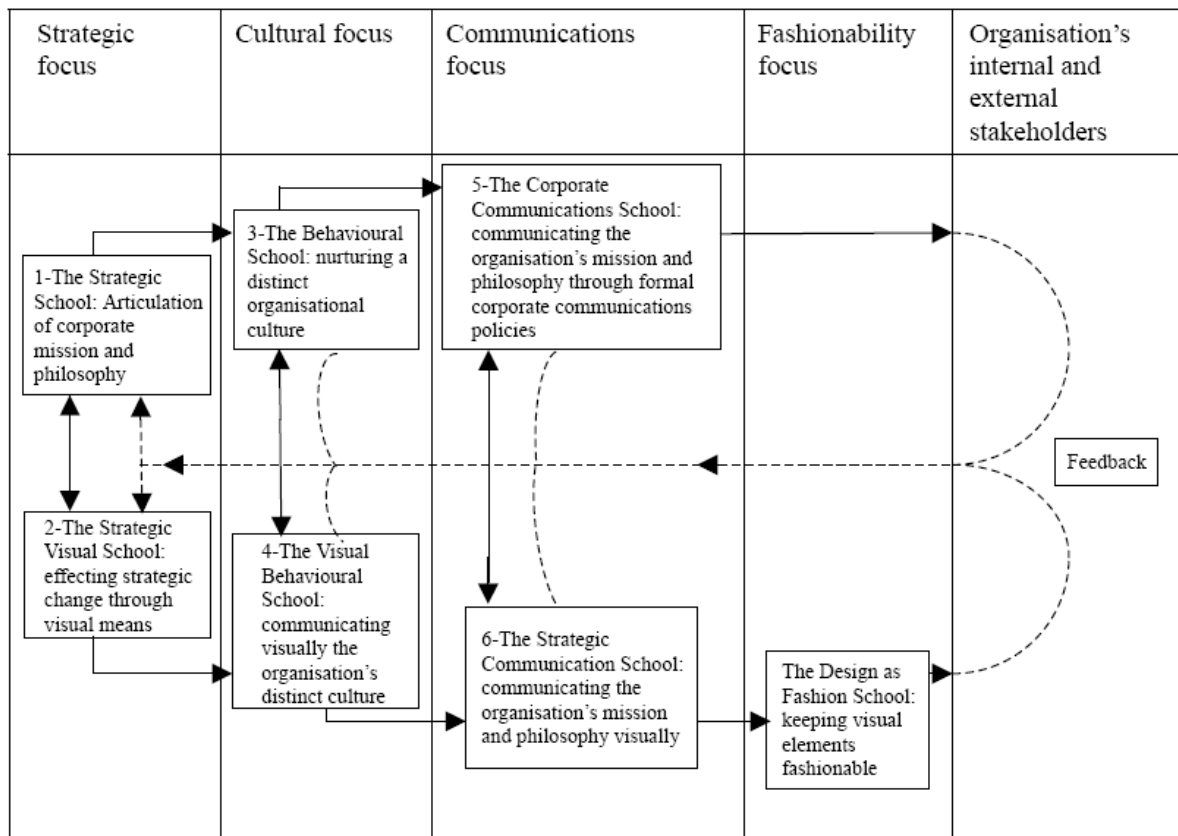 Strategic
focus
Cultural focus
Communications
focus
Fashionability
focus
Organisation's
internal and
external
stakeholders
1-The Strategic
School: Articulation
of corporate
mission and
philosophy
3-The Behavioural
School: nurturing a
distinct
organisational
culture
5-The Corporate
Communications School:
communicating the
organisation's mission and
philosophy through formal
corporate communications
policies
Feedback
2-The Strategic
Visual School:
effecting strategic
change through
visual means
4-The Visual
Behavioural
School:
communicating
visually the
organisation's
distinct culture
6-The Strategic
Communication School:
communicating the
organisation's mission
and philosophy visually
The Design as
Fashion School:
keeping visual
elements
fashionable